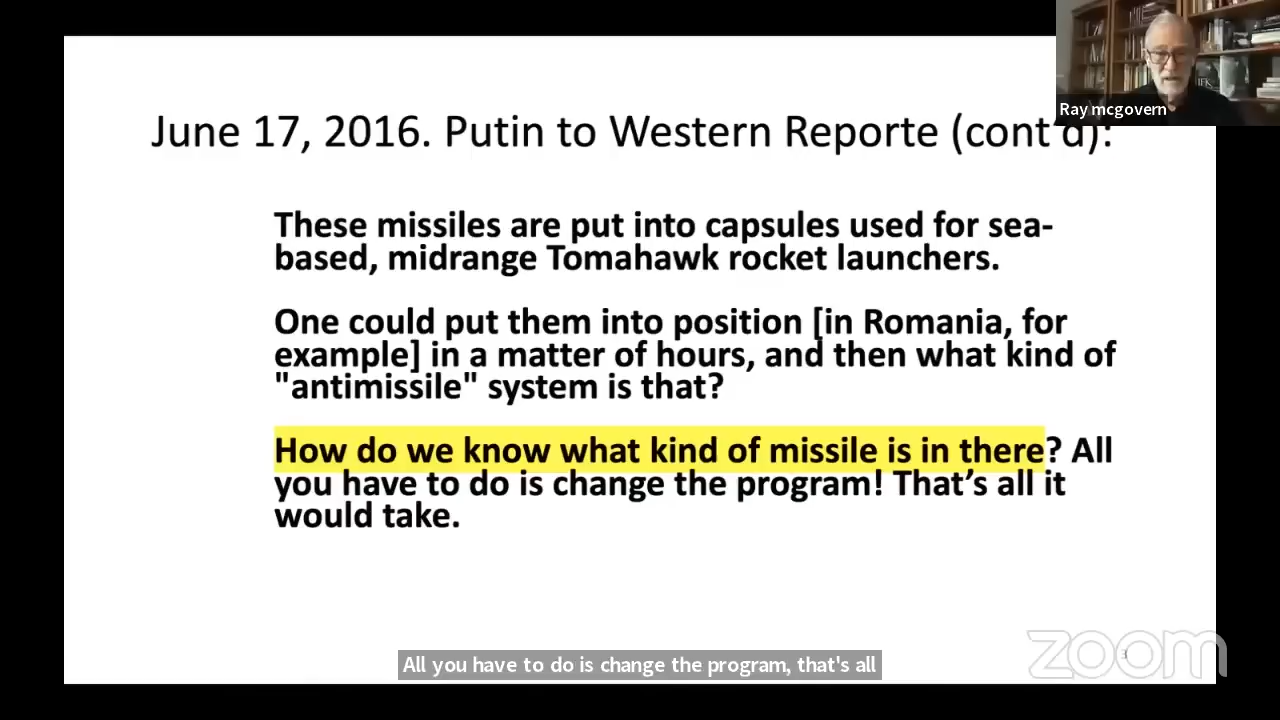 Ray mcgovern
June 17, 2016. Putin to Western Reporte (cont'd):
These missiles are put into capsules used for sea-
based, midrange Tomahawk rocket launchers.
One could put them into position [in Romania, for
example] in a matter of hours, and then what kind of
"antimissile" system is that?
How do we know what kind of missile is in there? All
you have to do is change the program! That’s all it
would take.
All you have to do is change the program, that's all
zoom
3